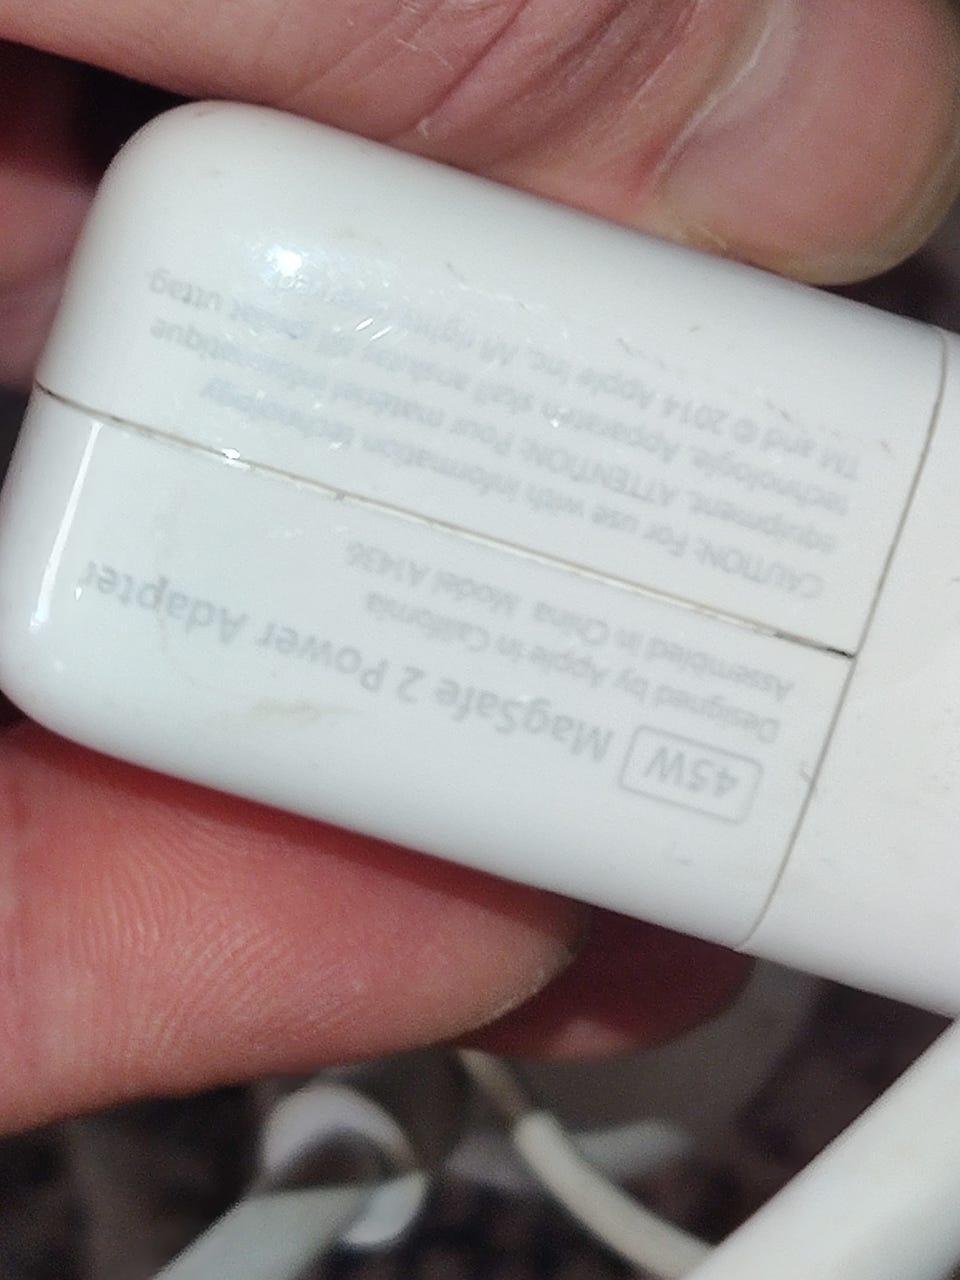 45W MagSafe 2 Power Adapter
Designed by Apple in California
Assembled in China Model A1436
CAUTION: For use with information technology
equipment. ATTENTION: Pour matériel informatique
technologie. Apparaten skall anslutas till jordat uttag.
TM and © 2014 Apple Inc. All rights